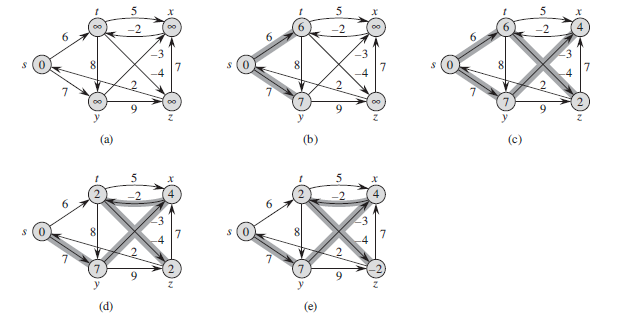 t 5 x
6 ∞ −2 ∞
s 0 8 −3 −4 7
7 ∞ 2 ∞
y 9 z
(a)
t 5 x
6 6 −2 ∞
s 0 8 −3 −4 7
7 7 2 ∞
y 9 z
(b)
t 5 x
6 6 −2 4
s 0 8 −3 −4 7
7 7 2 2
y 9 z
(c)
t 5 x
6 2 −2 4
s 0 8 −3 −4 7
7 7 2 2
y 9 z
(d)
t 5 x
6 2 −2 4
s 0 8 −3 −4 7
7 7 2 −2
y 9 z
(e)